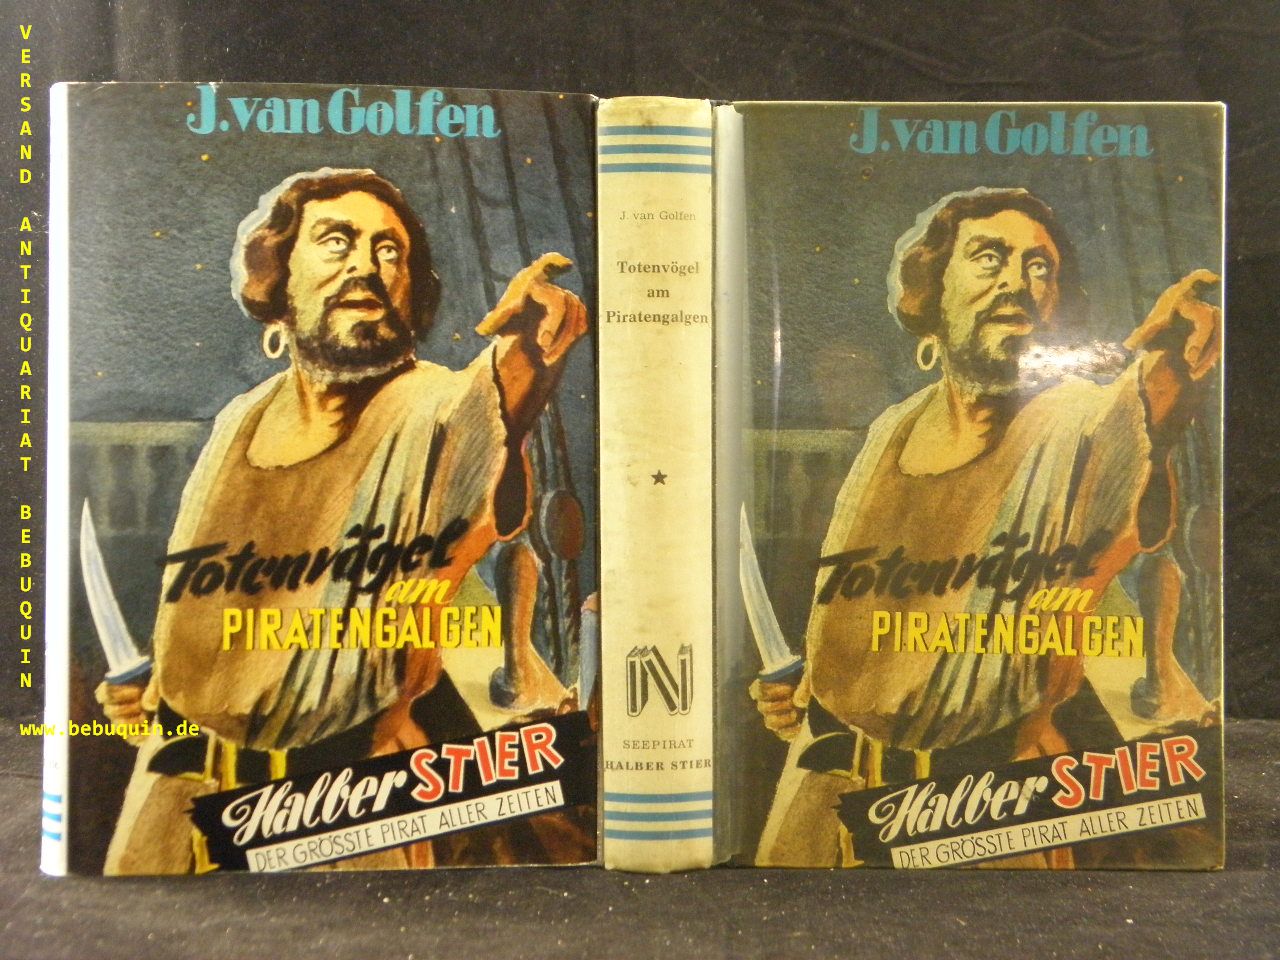 VERSAND ANTIQUARIAT BEBUQUIN
www.bebuquin.de
J. van Golfen
Totenvögel
am
PIRATENGALGEN
Halber STIER
DER GRÖSSTE PIRAT ALLER ZEITEN
J. van Golfen
Totenvögel
am
Piratengalgen
N
SEEPIRAT
HALBER STIER
J. van Golfen
Totenvögel
am
PIRATENGALGEN
Halber STIER
DER GRÖSSTE PIRAT ALLER ZEITEN